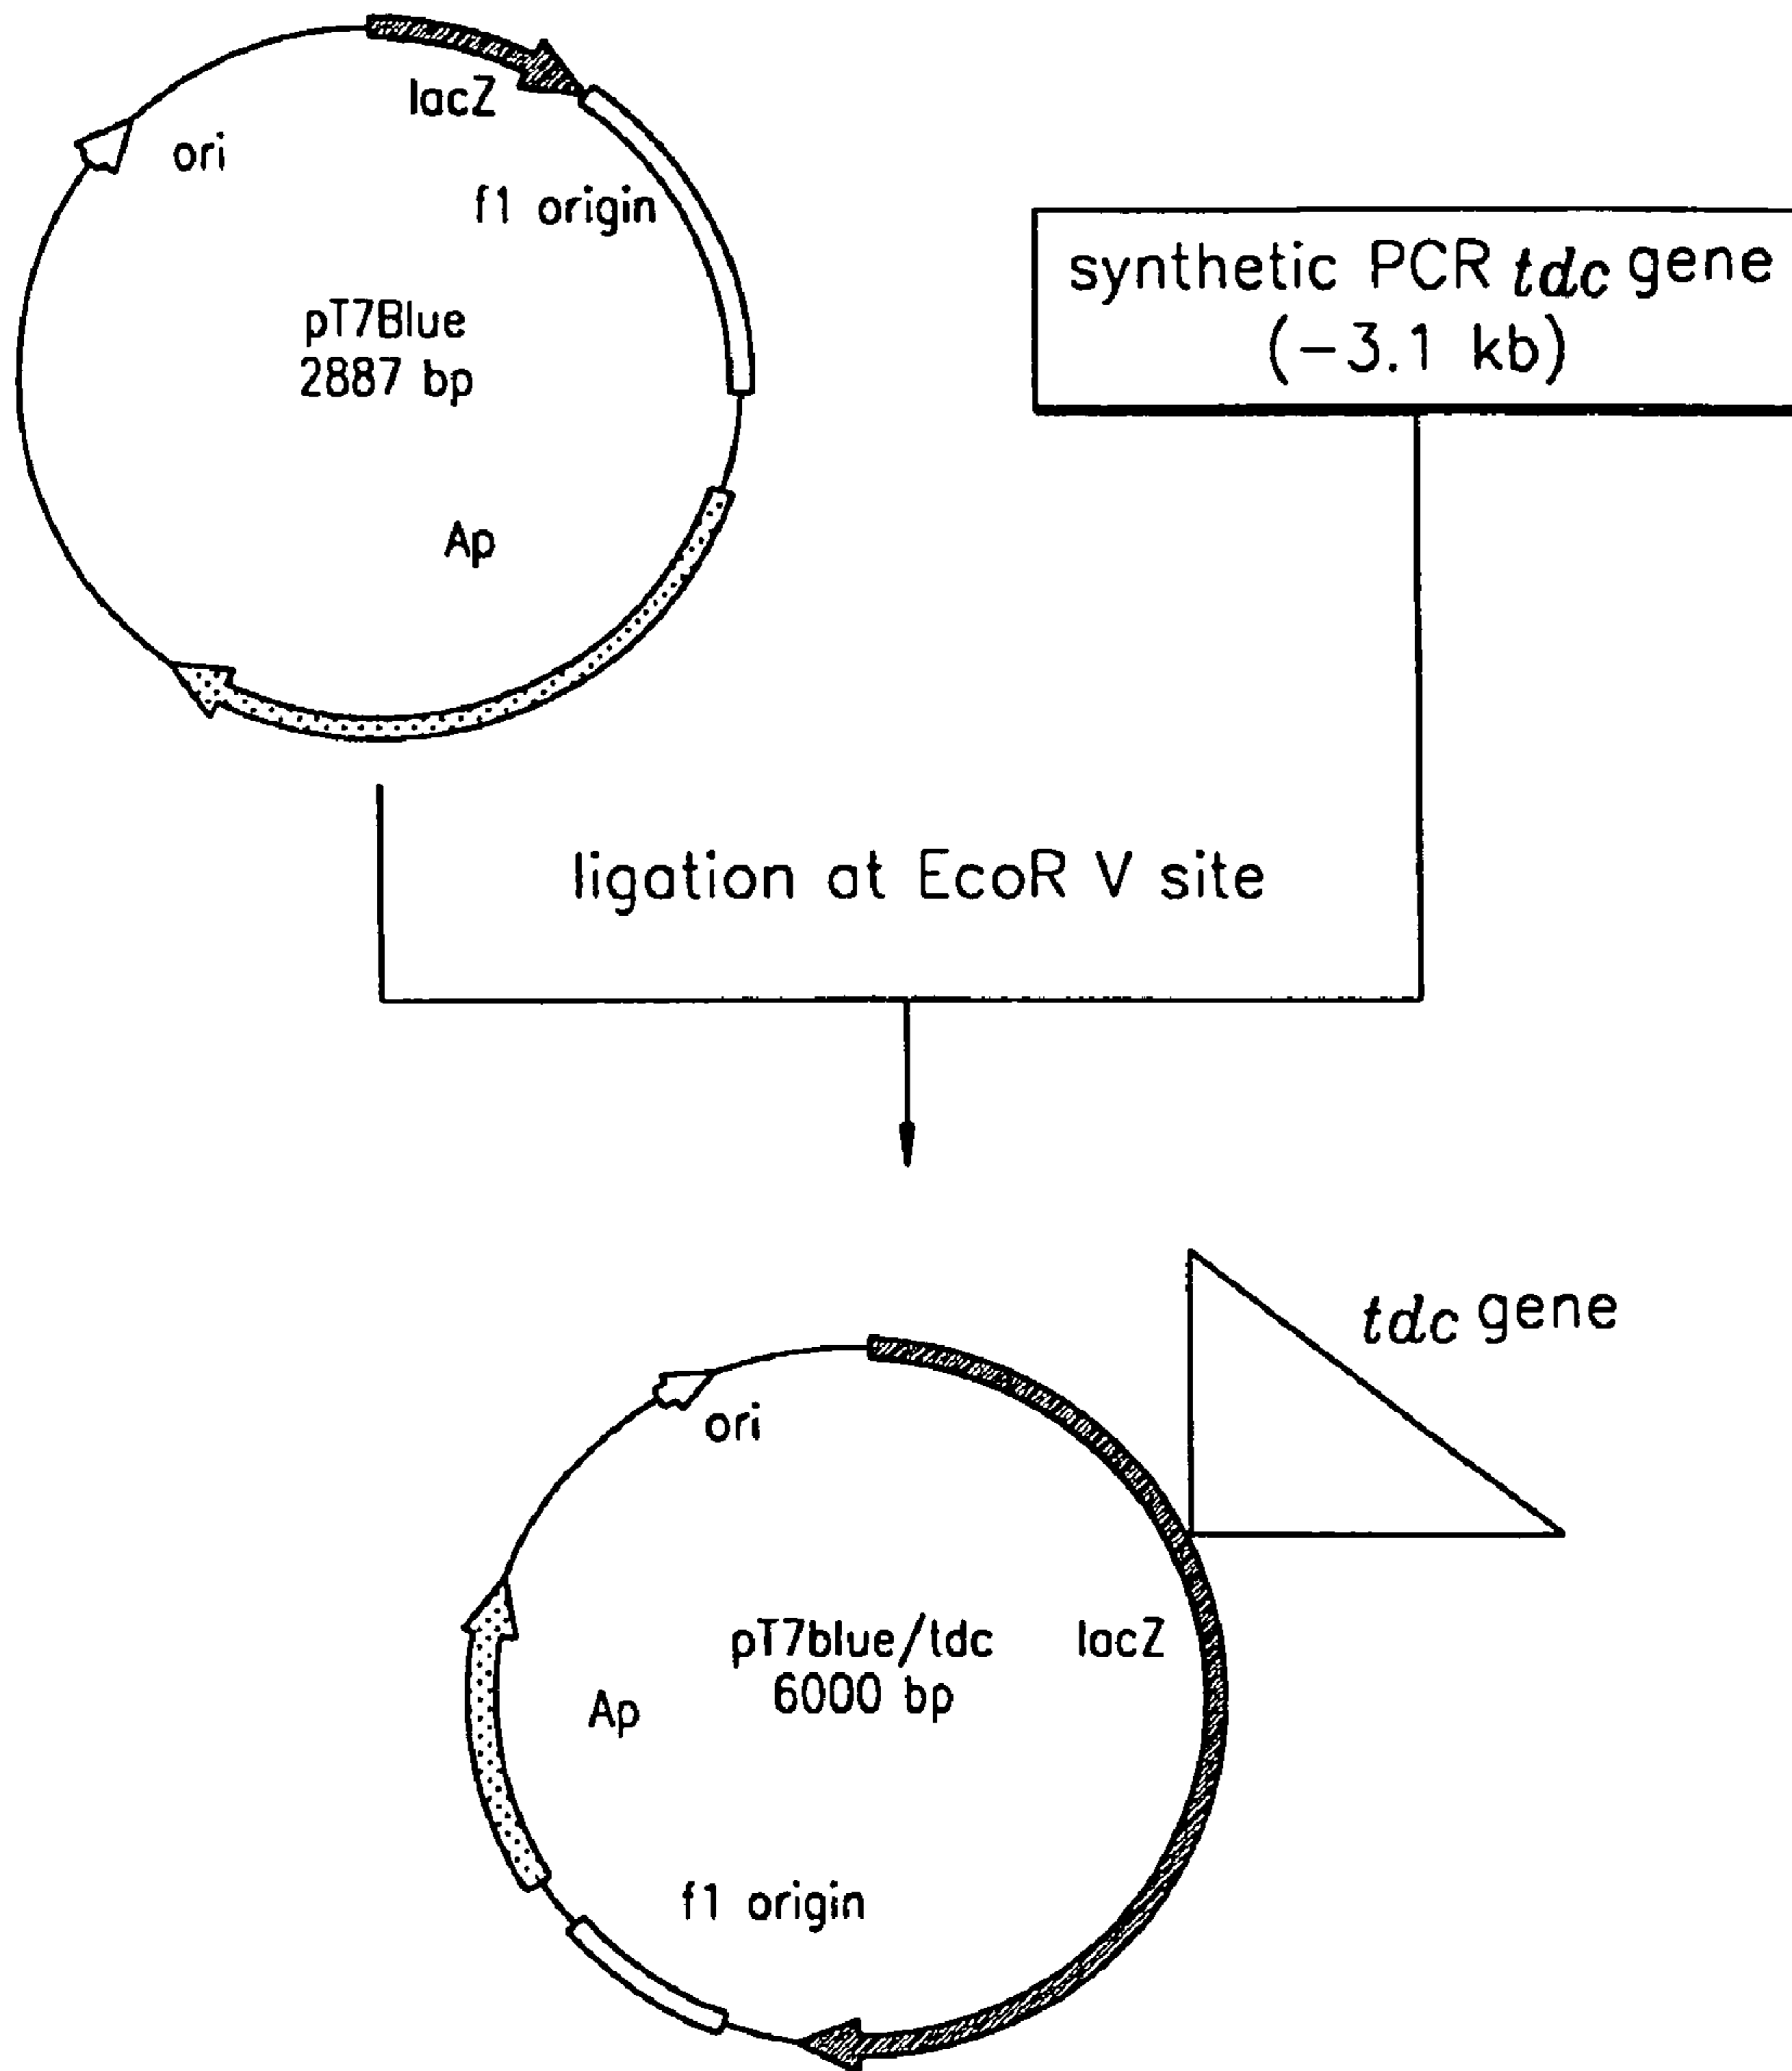 lacZ
ori
f1 origin
pT7Blue
2887 bp
Ap
synthetic PCR tdc gene
(-3.1 kb)
ligation at EcoR V site
tdc gene
ori
pT7blue/tdc
6000 bp
lacZ
Ap
f1 origin